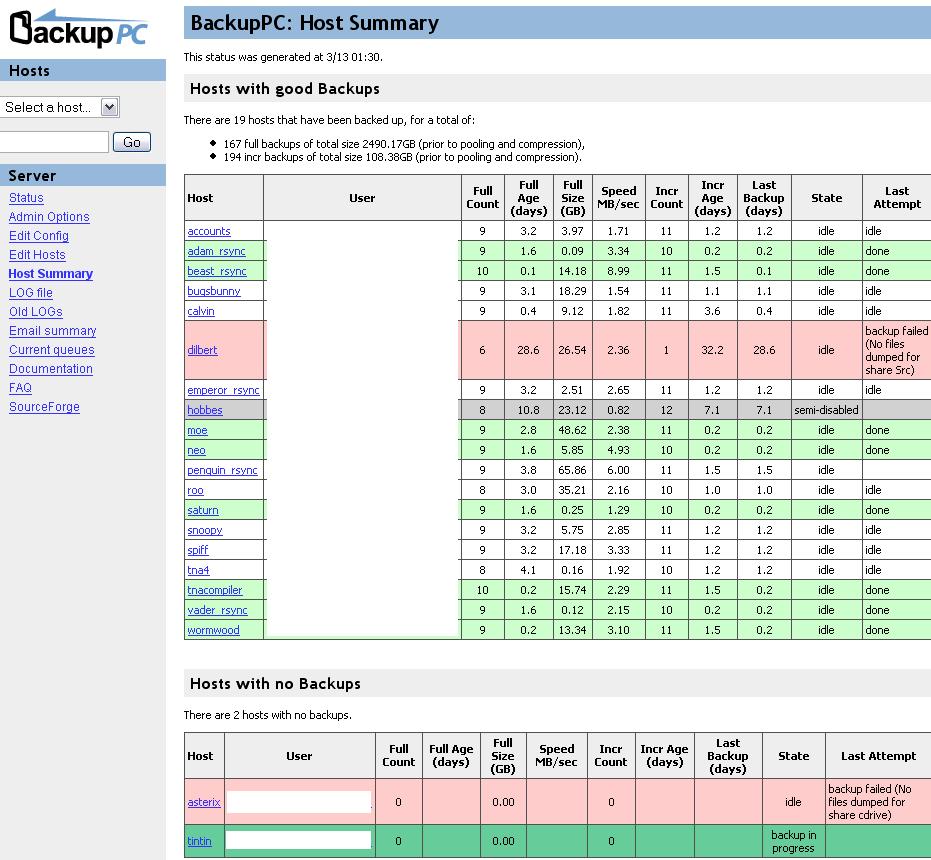 BackupPC
Hosts
Select a host...
Go
Server
Status
Admin Options
Edit Config
Edit Hosts
Host Summary
LOG file
Old LOGs
Email summary
Current queues
Documentation
FAQ
SourceForge
BackupPC: Host Summary
This status was generated at 3/13 01:30.
Hosts with good Backups
There are 19 hosts that have been backed up, for a total of:
• 167 full backups of total size 2490.17GB (prior to pooling and compression),
• 194 incr backups of total size 108.38GB (prior to pooling and compression).
Host User Full Count Full Age (days) Full Size (GB) Speed MB/sec Incr Count Incr Age (days) Last Backup (days) State Last Attempt
accounts 9 3.2 3.97 1.71 11 1.2 1.2 idle idle
adam_rsync 9 1.6 0.09 3.34 10 0.2 0.2 idle done
beast_rsync 10 0.1 14.18 8.99 11 1.5 0.1 idle done
bugsbunny 9 3.1 18.29 1.54 11 1.1 1.1 idle idle
calvin 9 0.4 9.12 1.82 11 3.6 0.4 idle idle
dilbert 6 28.6 26.54 2.36 1 32.2 28.6 idle backup failed (No files dumped for share Src)
emperor_rsync 9 3.2 2.51 2.65 11 1.2 1.2 idle idle
hobbes 8 10.8 23.12 0.82 12 7.1 7.1 semi-disabled
moe 9 2.8 48.62 2.38 11 0.2 0.2 idle done
neo 9 1.6 5.85 4.93 10 0.2 0.2 idle done
penguin_rsync 9 3.8 65.86 6.00 11 1.5 1.5 idle
roo 8 3.0 35.21 2.16 10 1.0 1.0 idle idle
saturn 9 1.6 0.25 1.29 10 0.2 0.2 idle done
snoopy 9 3.2 5.75 2.85 11 1.2 1.2 idle idle
spiff 9 3.2 17.18 3.33 11 1.2 1.2 idle idle
tna4 8 4.1 0.16 1.92 10 1.2 1.2 idle idle
tnacompiler 10 0.2 15.74 2.29 11 1.5 0.2 idle done
vader_rsync 9 1.6 0.12 2.15 10 0.2 0.2 idle done
wormwood 9 0.2 13.34 3.10 11 1.5 0.2 idle done
Hosts with no Backups
There are 2 hosts with no backups.
Host User Full Count Full Age (days) Full Size (GB) Speed MB/sec Incr Count Incr Age (days) Last Backup (days) State Last Attempt
asterix 0 0.00 0 idle backup failed (No files dumped for share cdrive)
tintin 0 0.00 0 backup in progress